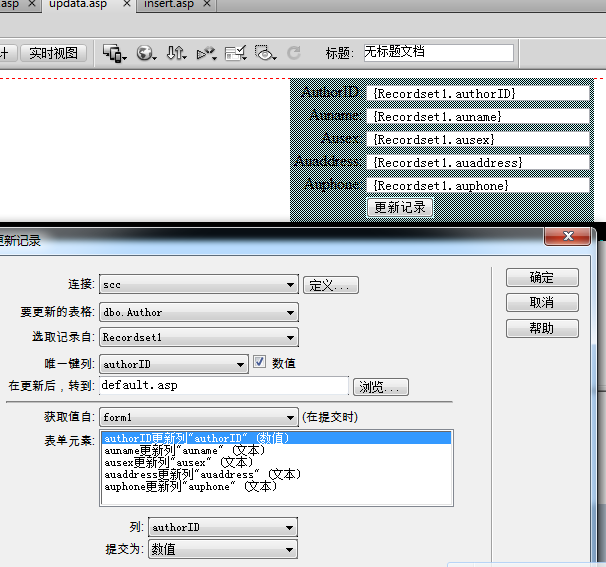 .asp × updata.asp × insert.asp ×
计 实时视图 标题: 无标题文档
AuthorID: {Recordset1.authorID}
Auname: {Recordset1.auname}
Ausex: {Recordset1.ausex}
Auaddress: {Recordset1.auaddress}
Auphone: {Recordset1.auphone}
更新记录
更新记录
连接: scc 定义...
要更新的表格: dbo.Author
选取记录自: Recordset1
唯一键列: authorID 数值
在更新后，转到: default.asp 浏览...
获取值自: form1 (在提交时)
表单元素: authorID更新列"authorID" (数值)
auname更新列"auname" (文本)
ausex更新列"ausex" (文本)
auaddress更新列"auaddress" (文本)
auphone更新列"auphone" (文本)
列: authorID
提交为: 数值
确定
取消
帮助